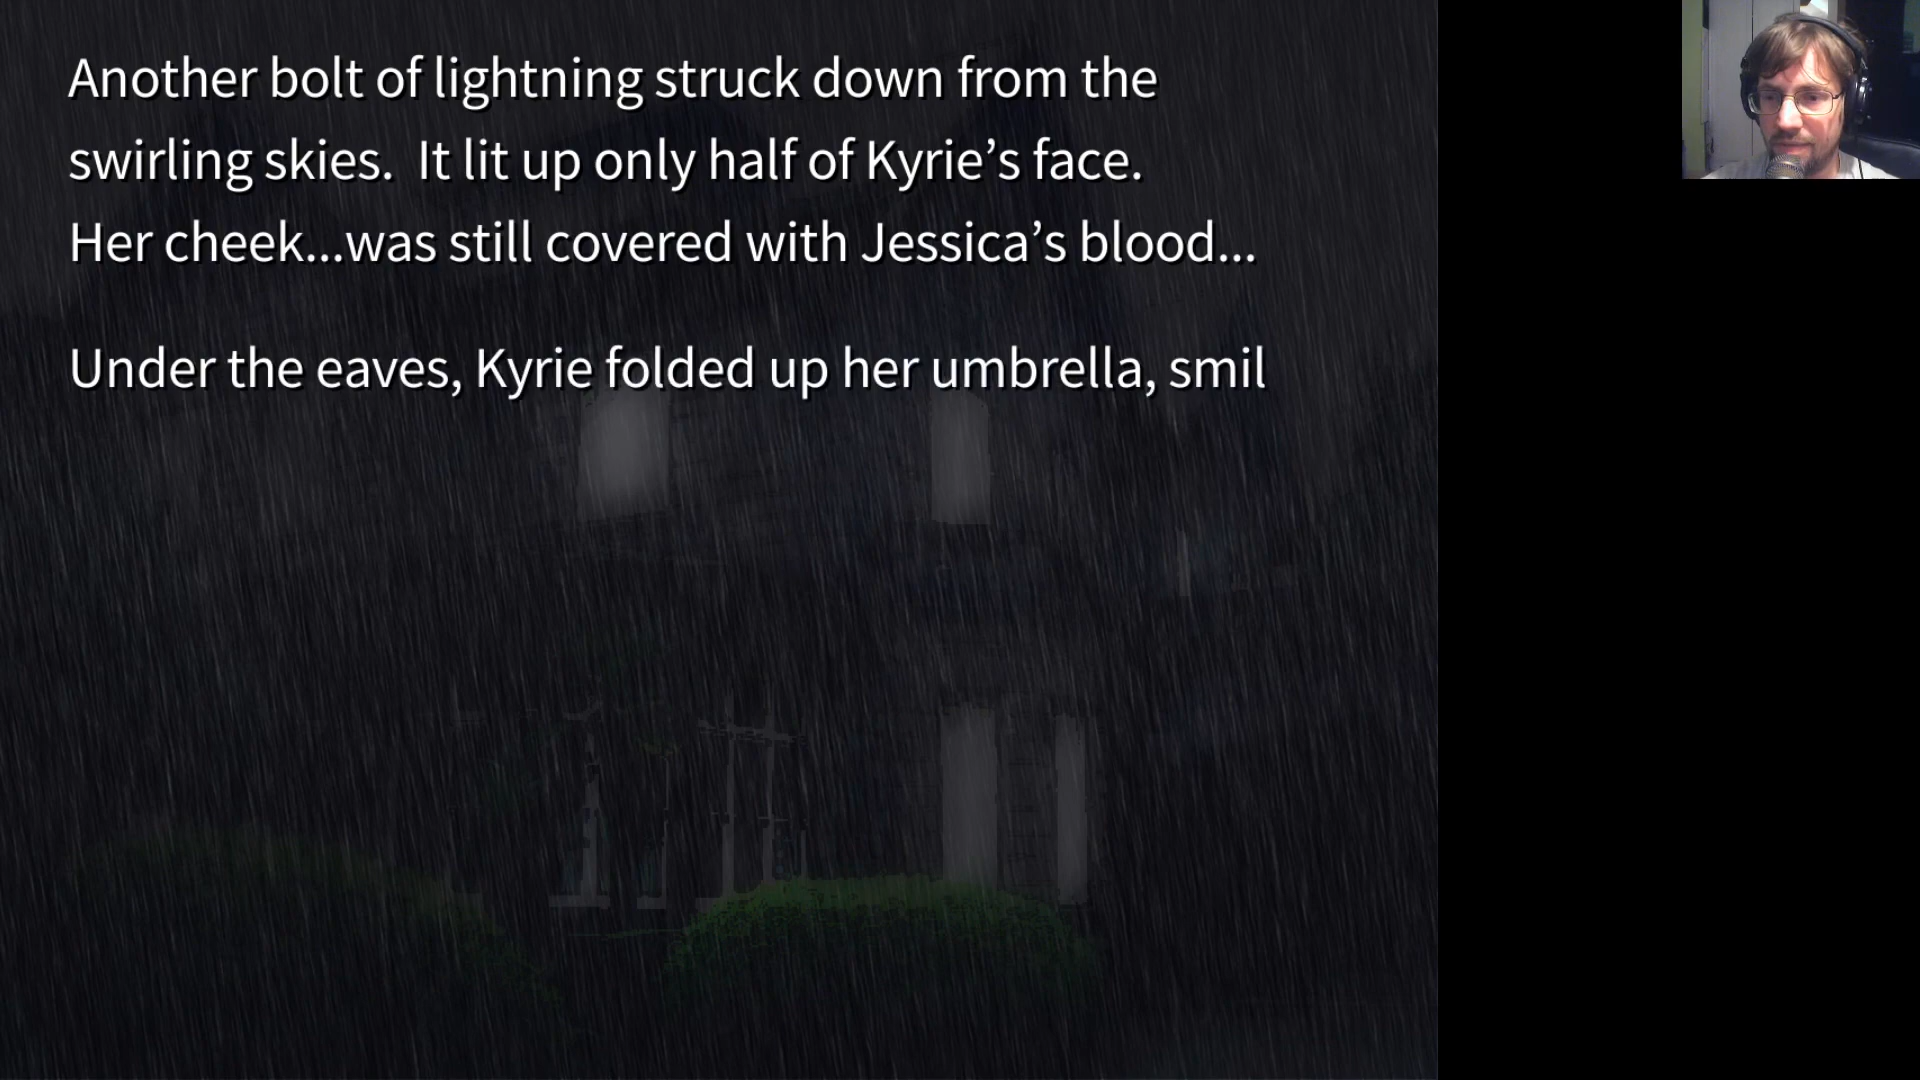 Another bolt of lightning struck down from the
swirling skies.  It lit up only half of Kyrie’s face.
Her cheek...was still covered with Jessica’s blood...
Under the eaves, Kyrie folded up her umbrella, smil